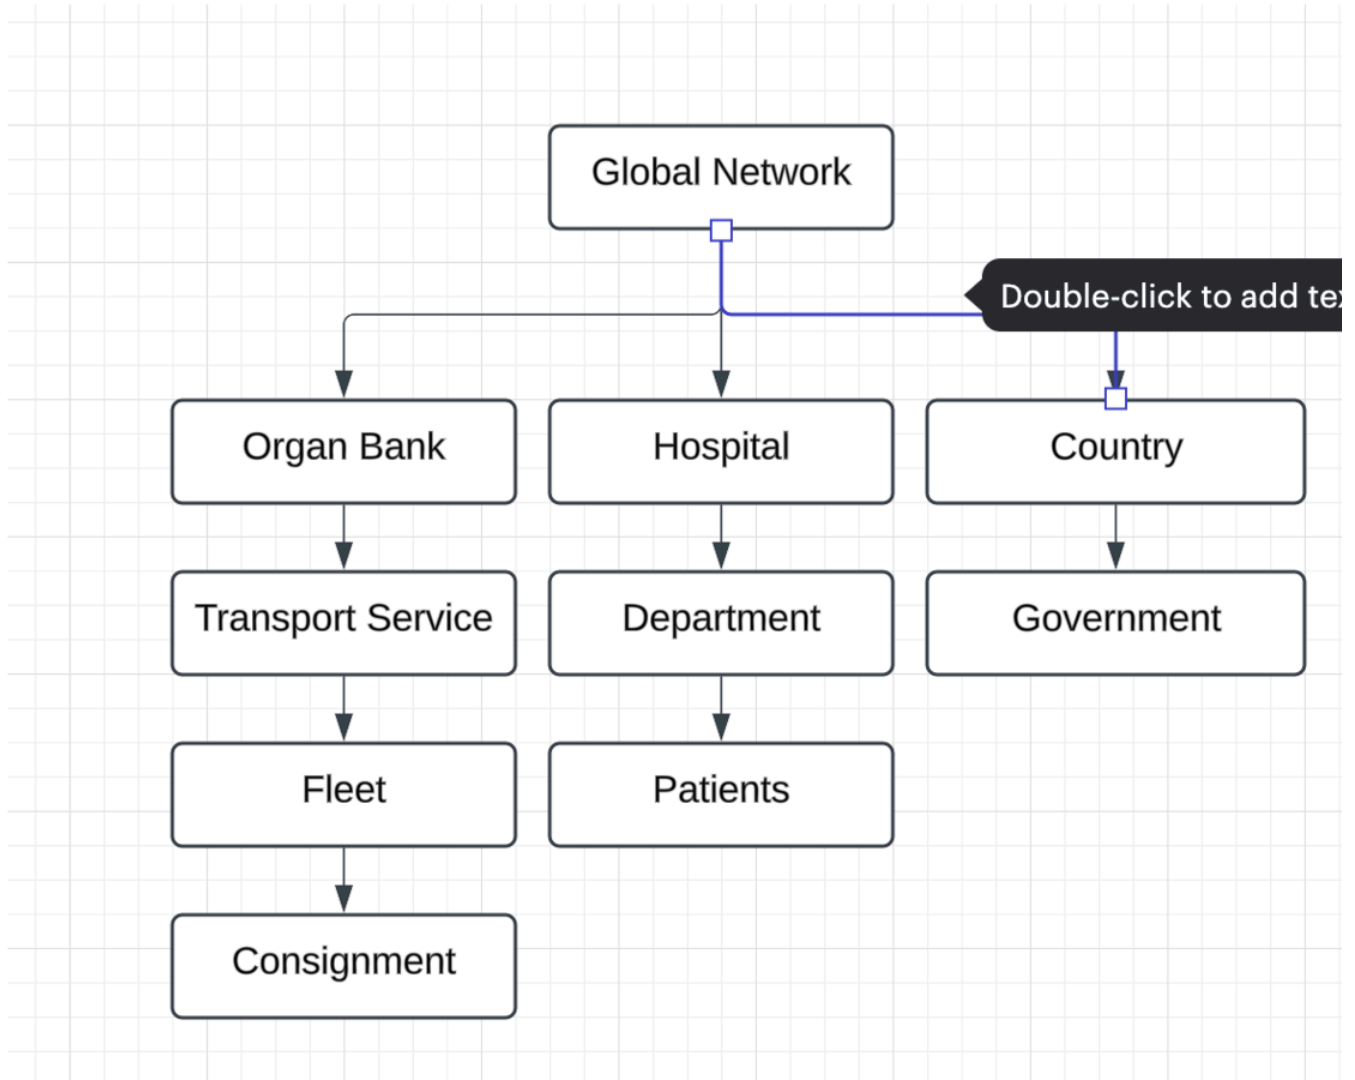 Global Network
Double-click to add te
Organ Bank
Hospital
Country
Transport Service
Department
Government
Fleet
Patients
Consignment